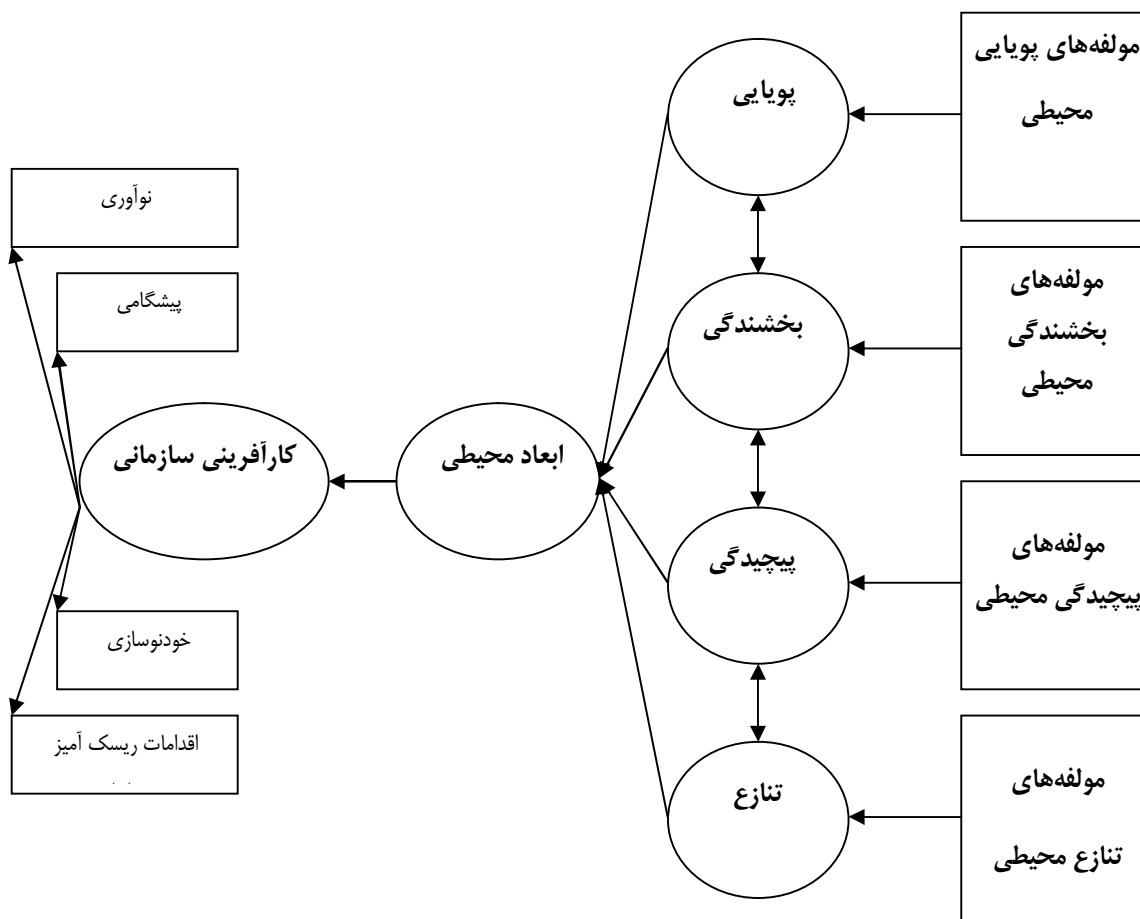 مولفه‌های پویایی
محیطی
پویایی
مولفه‌های
بخشندگی
محیطی
بخشندگی
مولفه‌های
پیچیدگی محیطی
پیچیدگی
مولفه‌های
تنازع محیطی
تنازع
ابعاد محیطی
کارآفرینی سازمانی
نوآوری
پیشگامی
خودنوسازی
اقدامات ریسک آمیز